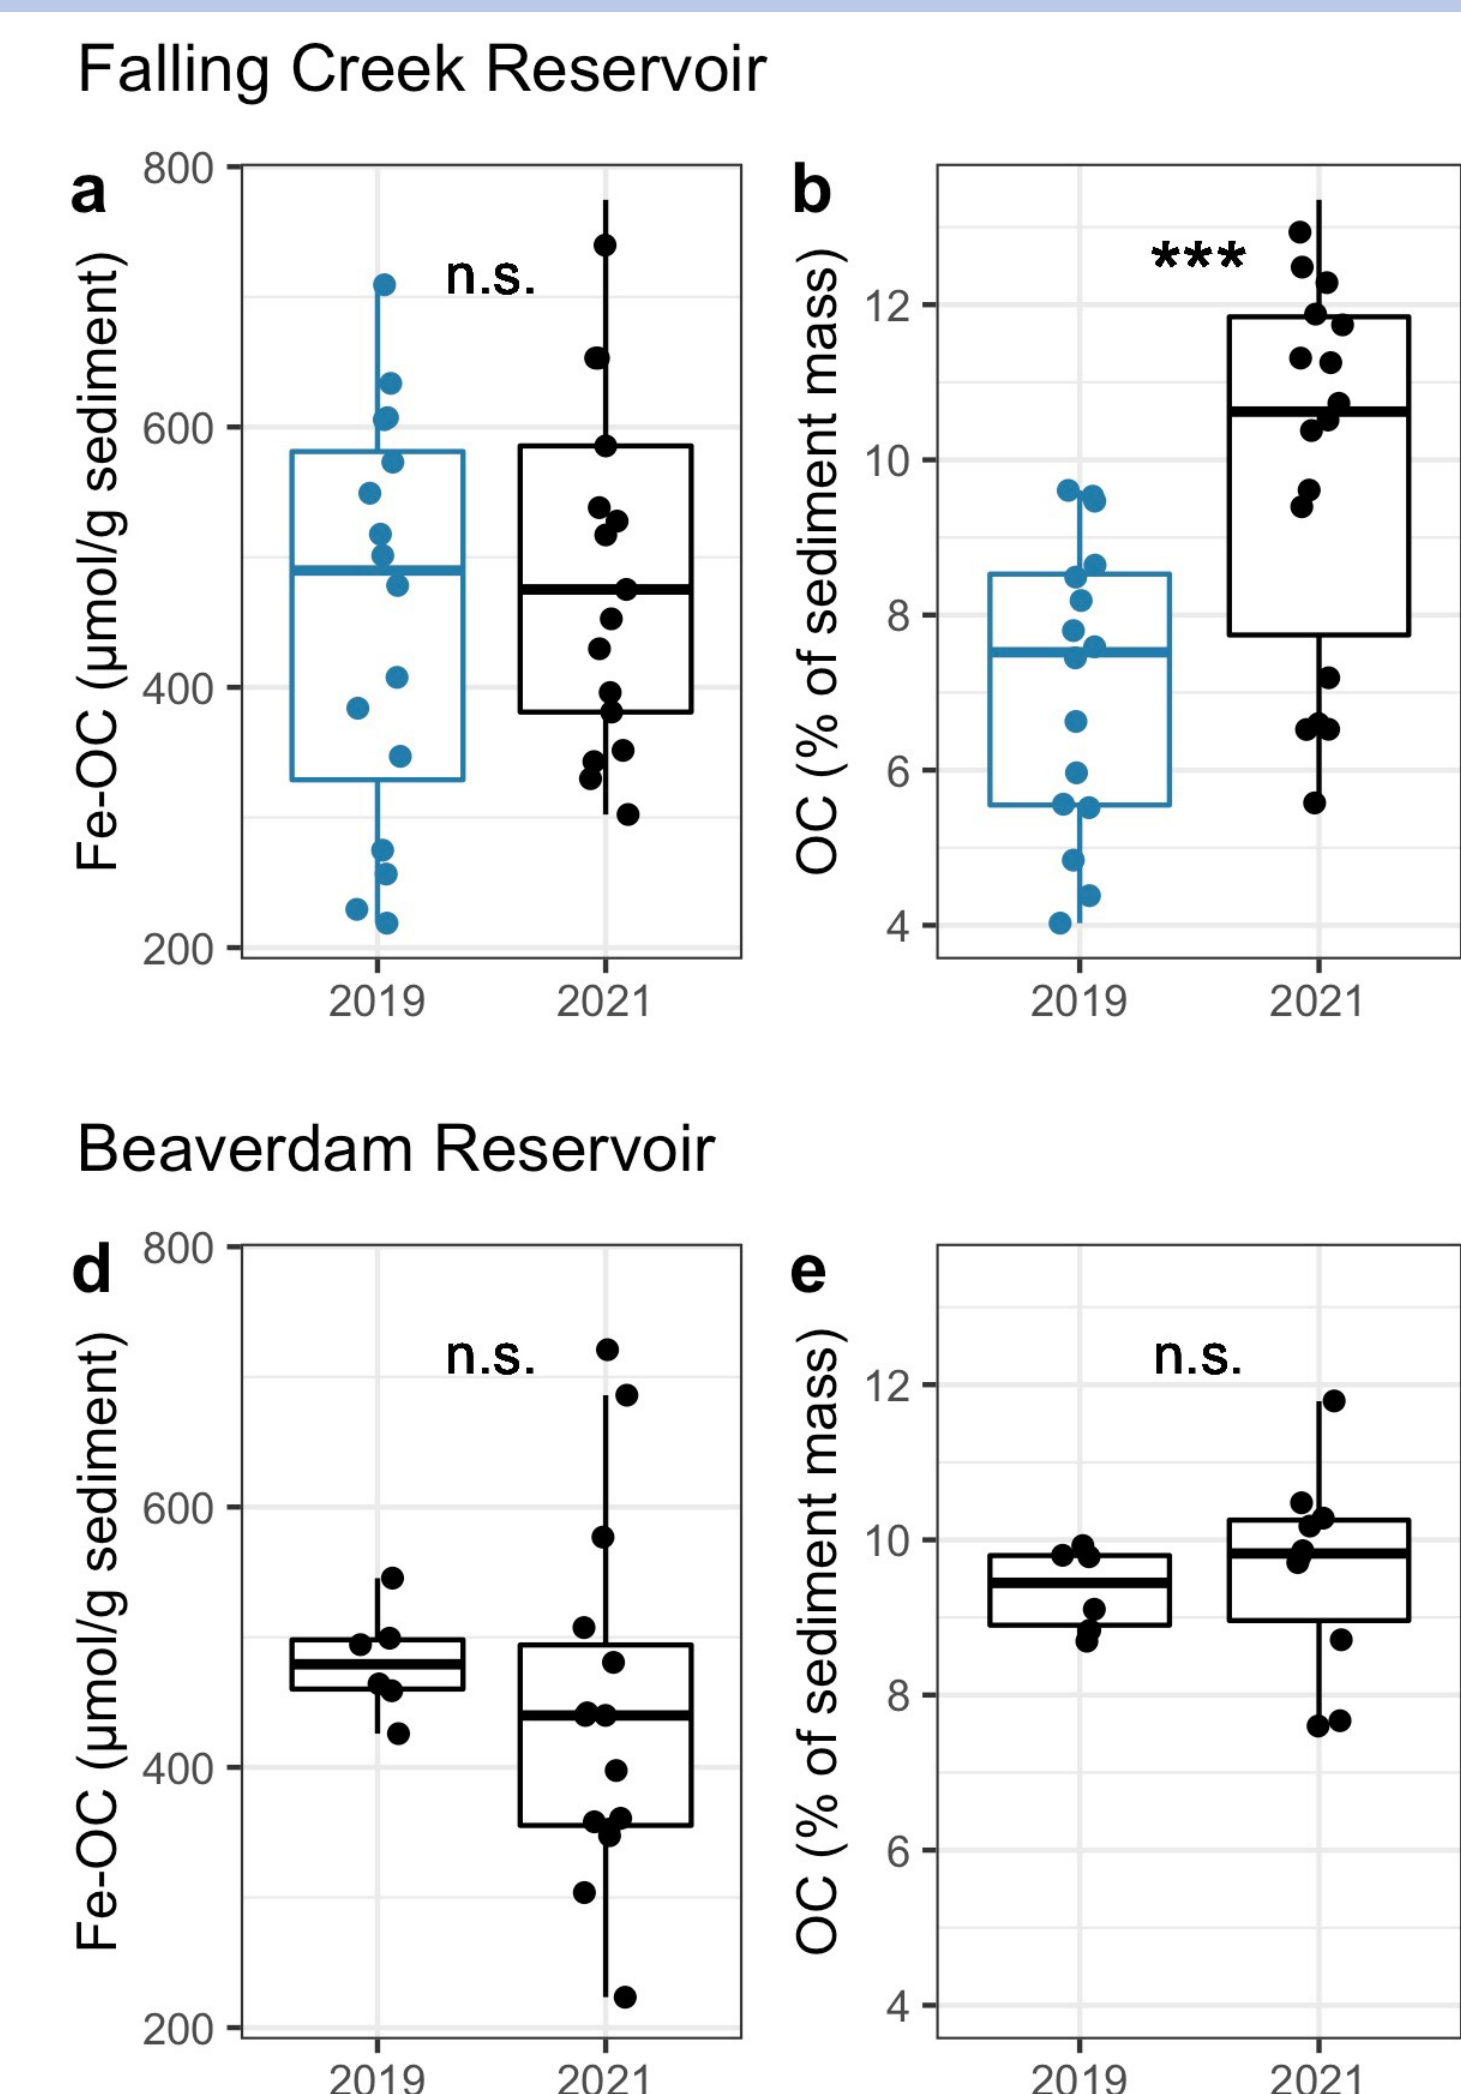 Falling Creek Reservoir
a
Fe-OC (µmol/g sediment)
800
600
400
200
n.s.
2019
2021
b
OC (% of sediment mass)
12
10
8
6
4
***
2019
2021
Beaverdam Reservoir
d
Fe-OC (µmol/g sediment)
800
600
400
200
n.s.
2019
2021
e
OC (% of sediment mass)
12
10
8
6
4
n.s.
2019
2021